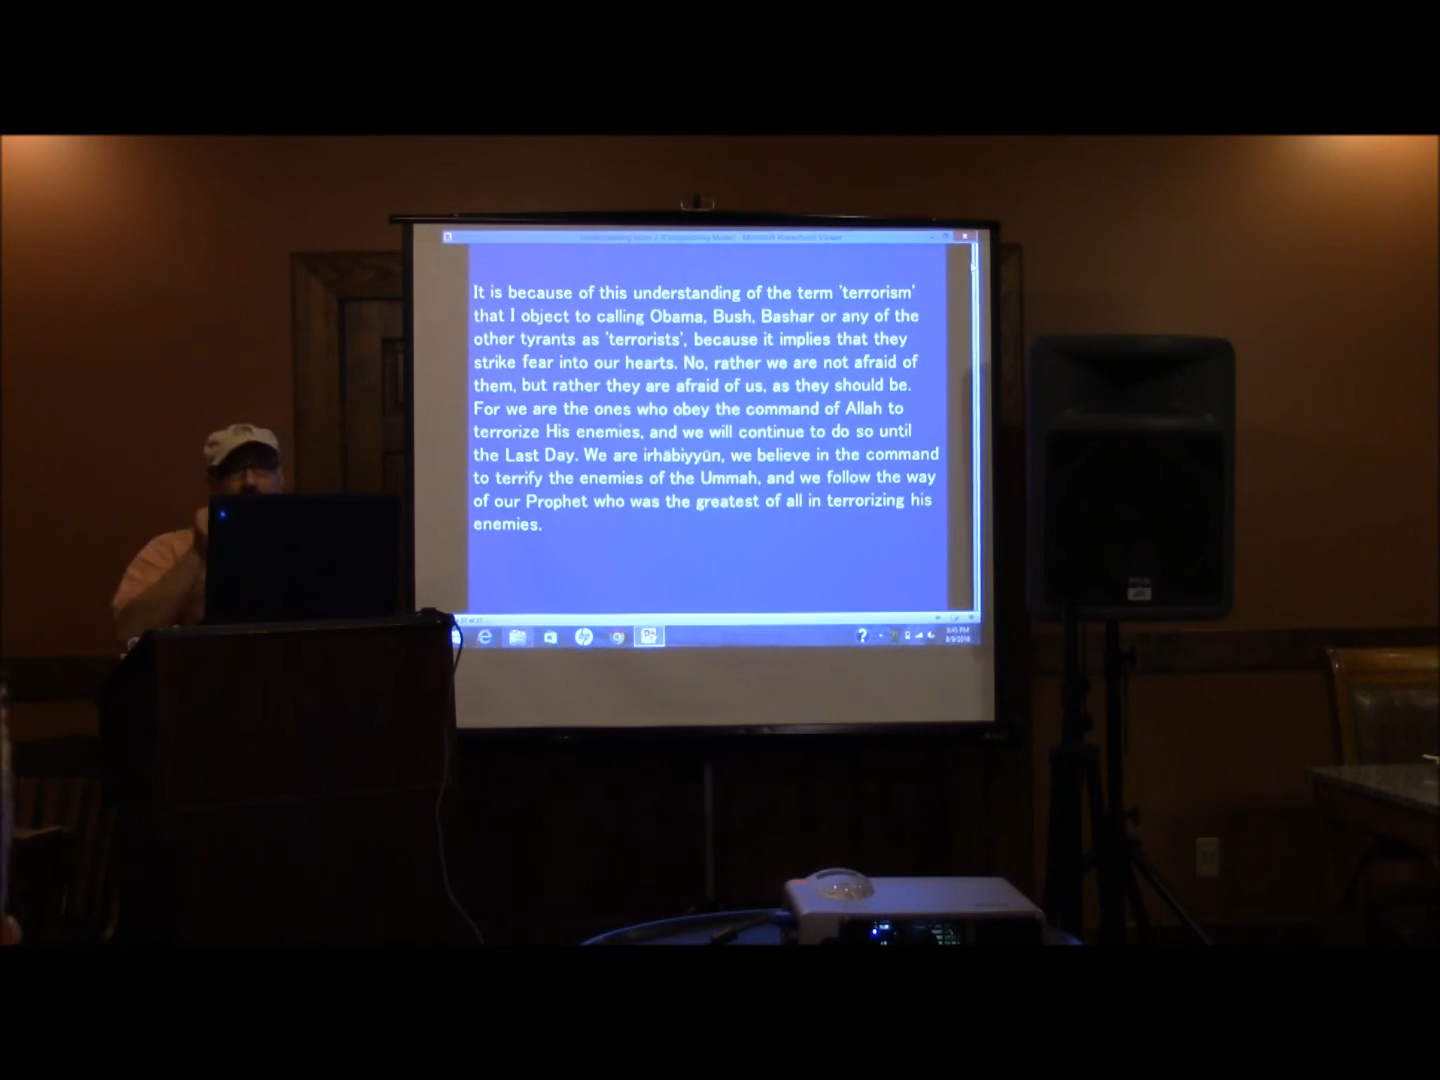 It is because of this understanding of the term 'terrorism'
that I object to calling Obama, Bush, Bashar or any of the
other tyrants as 'terrorists', because it implies that they
strike fear into our hearts. No, rather we are not afraid of
them, but rather they are afraid of us, as they should be.
For we are the ones who obey the command of Allah to
terrorize His enemies, and we will continue to do so until
the Last Day. We are irhābiyyūn, we believe in the command
to terrify the enemies of the Ummah, and we follow the way
of our Prophet who was the greatest of all in terrorizing his
enemies.
hp